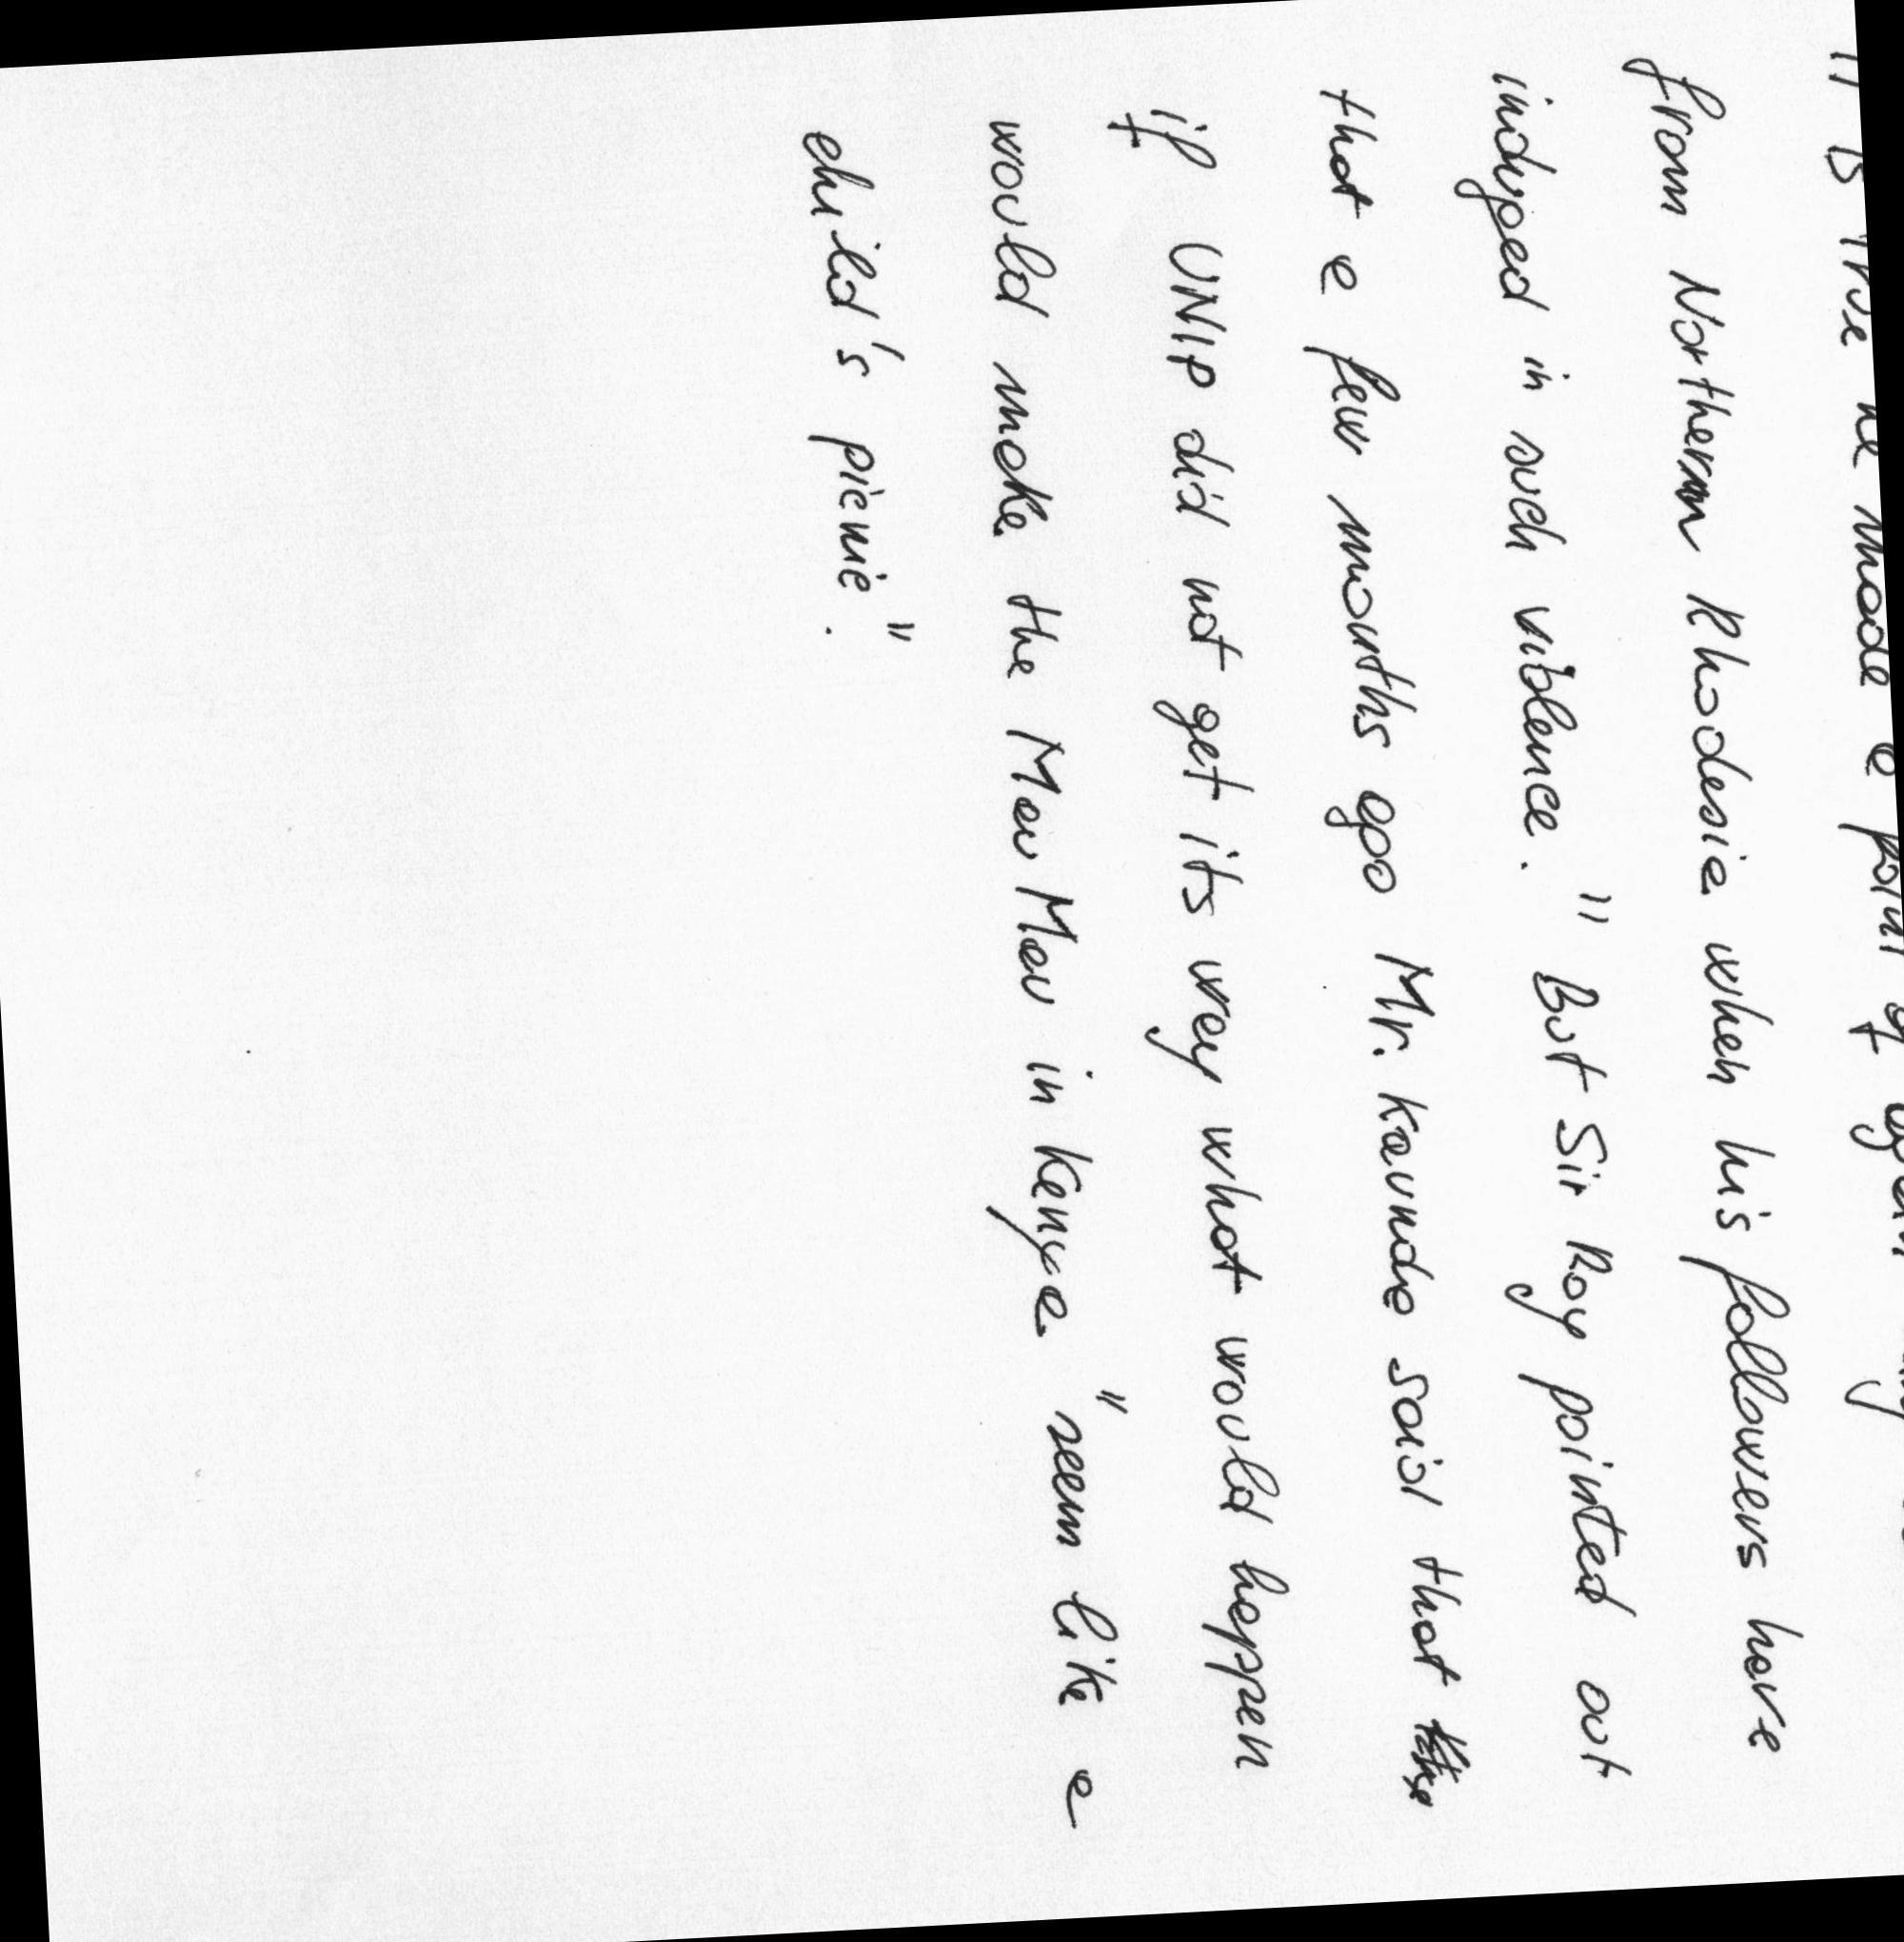 It is true he made a point of
from Northern Rhodesia when his followers have
indulged in such violence." But Sir Roy pointed out
that a few months ago Mr. Kaunda said that
if UNIP did not get its way what would happen
would make the Mau Mau in Kenya "seem like a
child's picnic."